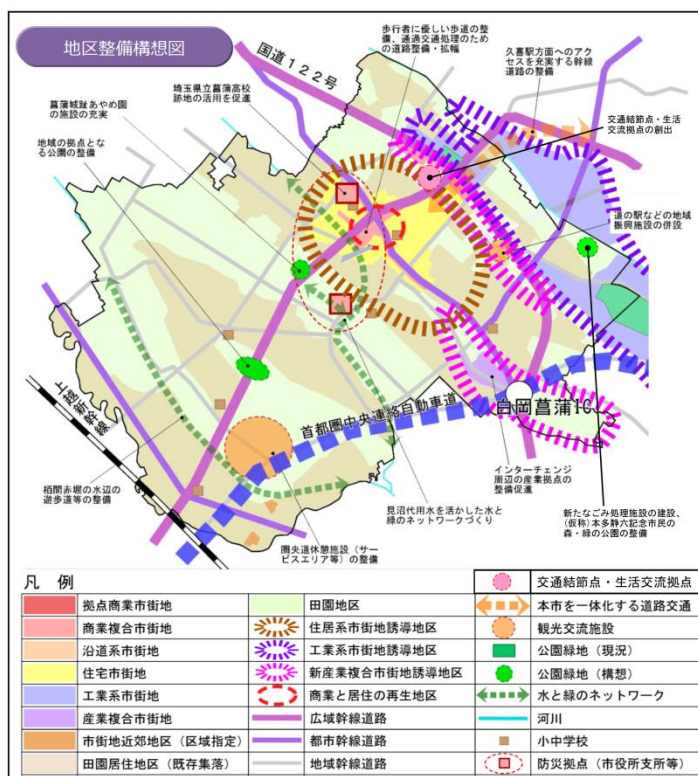 地区整備構想図
国道122号
歩行者に優しい歩道の整
備、通過交通処理のため
の道路整備・拡幅
久喜駅方面へのアク
セスを充実する幹線
道路の整備
埼玉県立菖蒲高校
跡地の活用を促進
菖蒲城趾あやめ園
の施設の充実
交通結節点・生活
交流拠点の創出
地域の拠点とな
る公園の整備
道の駅などの地域
振興施設の併設
上越新幹線
首都圏中央連絡自動車道
白岡菖蒲IC
インターチェンジ
周辺の産業拠点の
整備促進
栢間赤堀の水辺の
遊歩道等の整備
見沼代用水を活かした水と
緑のネットワークづくり
新たなごみ処理施設の建設、
(仮称)本多静六記念市民の
森・緑の公園の整備
圏央道休憩施設(サー
ビスエリア等)の整備
凡 例
拠点商業市街地
商業複合市街地
沿道系市街地
住宅市街地
工業系市街地
産業複合市街地
市街地近郊地区(区域指定)
田園居住地区(既存集落)
田園地区
住居系市街地誘導地区
工業系市街地誘導地区
新産業複合市街地誘導地区
商業と居住の再生地区
広域幹線道路
都市幹線道路
地域幹線道路
交通結節点・生活交流拠点
本市を一体化する道路交通
観光交流施設
公園緑地(現況)
公園緑地(構想)
水と緑のネットワーク
河川
小中学校
防災拠点(市役所支所等)